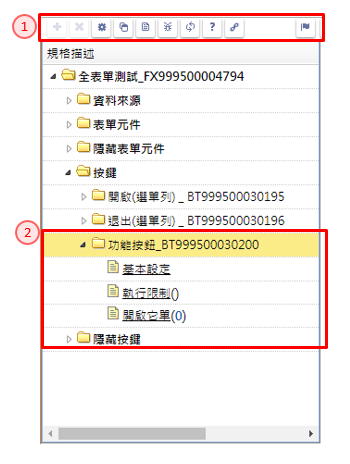 1
?
規格描述
全表單測試_FX999500004794
資料來源
表單元件
隱藏表單元件
按鍵
開啟(選單列) _ BT999500030195
退出(選單列) _ BT999500030196
2
功能按鈕_BT999500030200
基本設定
執行限制()
開啟它單(0)
隱藏按鍵